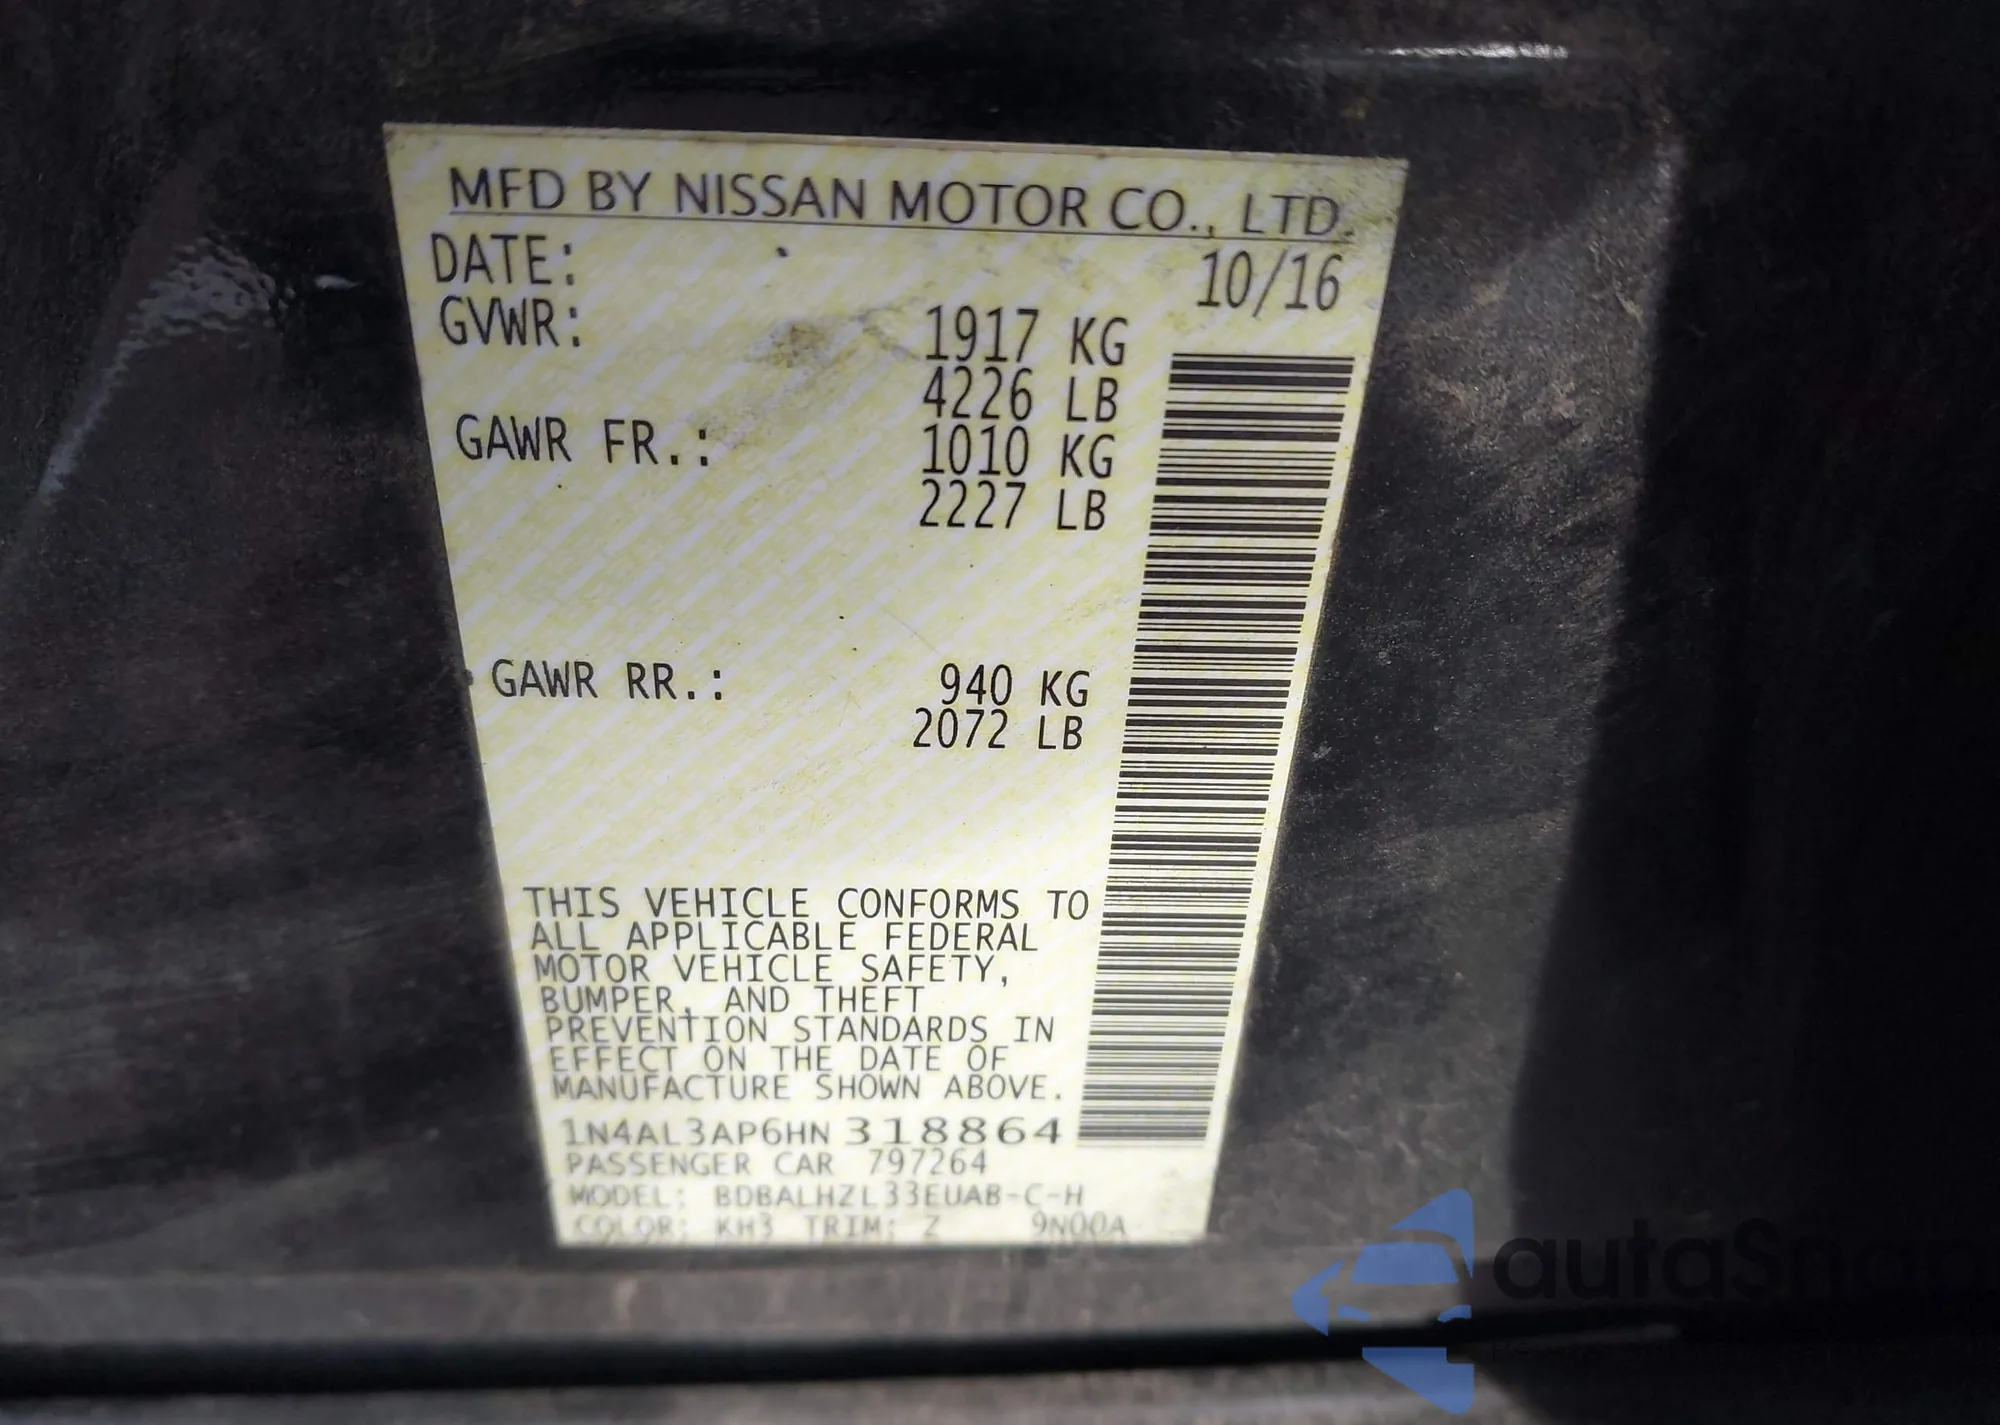 MFD BY NISSAN MOTOR CO., LTD.
DATE: 10/16
GVWR: 1917 KG
4226 LB
GAWR FR.: 1010 KG
2227 LB
GAWR RR.: 940 KG
2072 LB
THIS VEHICLE CONFORMS TO
ALL APPLICABLE FEDERAL
MOTOR VEHICLE SAFETY,
BUMPER, AND THEFT
PREVENTION STANDARDS IN
EFFECT ON THE DATE OF
MANUFACTURE SHOWN ABOVE.
1N4AL3AP6HN 318864
PASSENGER CAR 797264
MODEL: BDBALHZL33EUAB-C-H
COLOR: KH3 TRIM: Z 9N00A